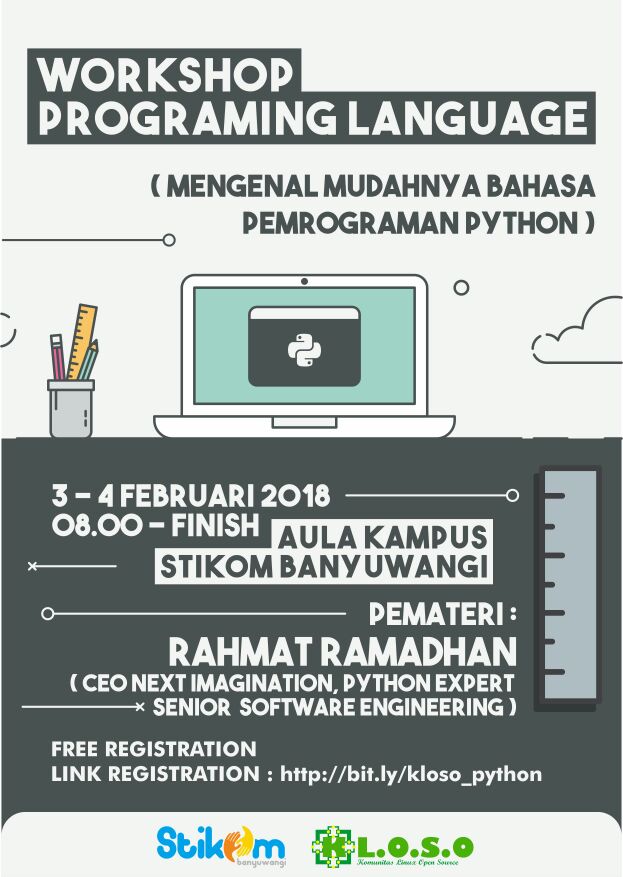 WORKSHOP
PROGRAMING LANGUAGE
( MENGENAL MUDAHNYA BAHASA
PEMROGRAMAN PYTHON )
3 - 4 FEBRUARI 2018
08.00 - FINISH
AULA KAMPUS
STIKOM BANYUWANGI
PEMATERI :
RAHMAT RAMADHAN
( CEO NEXT IMAGINATION, PYTHON EXPERT
SENIOR SOFTWARE ENGINEERING )
FREE REGISTRATION
LINK REGISTRATION : http://bit.ly/kloso_python
Stikom
banyuwangi
K L.O.S.O
Komunitas Linux Open Source